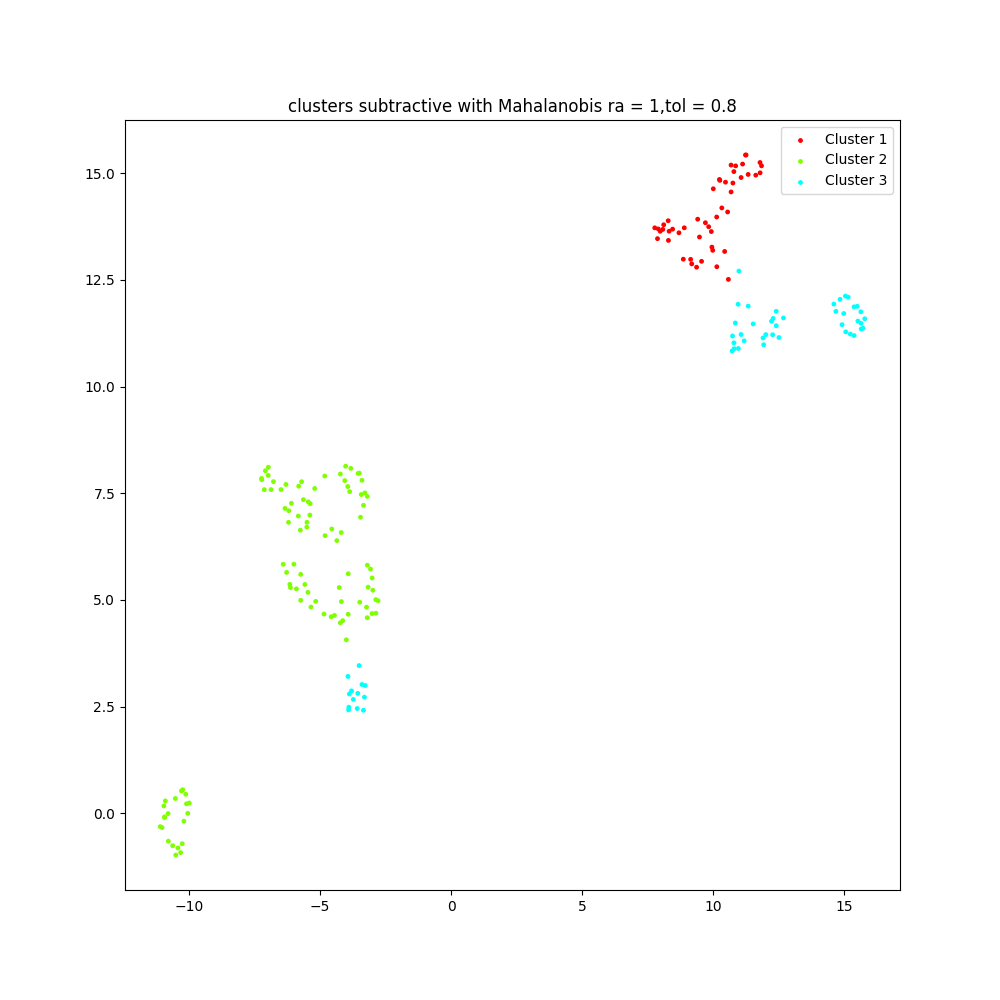 clusters subtractive with Mahalanobis ra = 1,tol = 0.8
Cluster 1
Cluster 2
Cluster 3
15.0
12.5
10.0
7.5
5.0
2.5
0.0
−10 −5 0 5 10 15